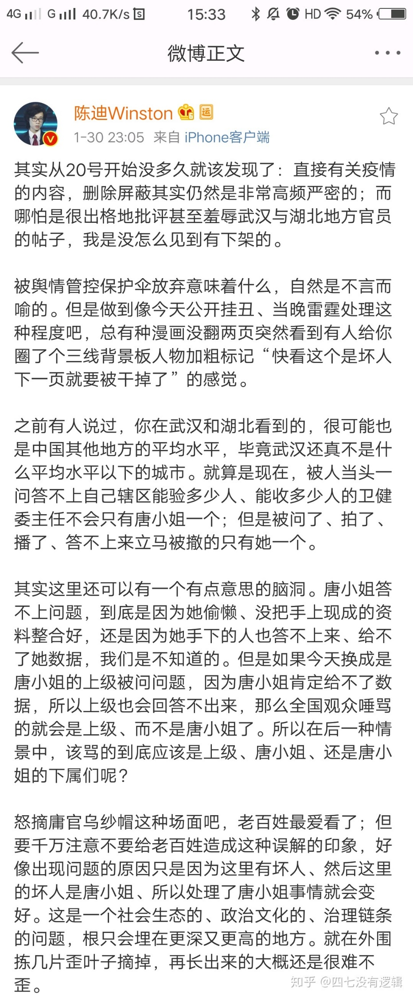 4G G 40.7K/s S 15:33 HD 54%
微博正文
陈迪Winston 6 运
V
1-30 23:05 来自 iPhone客户端
其实从20号开始没多久就该发现了：直接有关疫情
的内容，删除屏蔽其实仍然是非常高频严密的；而
哪怕是很出格地批评甚至羞辱武汉与湖北地方官员
的帖子，我是没怎么见到有下架的。
被舆情管控保护伞放弃意味着什么，自然是不言而
喻的。但是做到像今天公开挂丑、当晚雷霆处理这
种程度吧，总有种漫画没翻两页突然看到有人给你
圈了个三线背景板人物加粗标记“快看这个是坏人
下一页就要被干掉了”的感觉。
之前有人说过，你在武汉和湖北看到的，很可能也
是中国其他地方的平均水平，毕竟武汉还真不是什
么平均水平以下的城市。就算是现在，被人当头一
问答不上自己辖区能验多少人、能收多少人的卫健
委主任不会只有唐小姐一个；但是被问了、拍了、
播了、答不上来立马被撤的只有她一个。
其实这里还可以有一个有点意思的脑洞。唐小姐答
不上问题，到底是因为她偷懒、没把手上现成的资
料整合好，还是因为她手下的人也答不上来、给不
了她数据，我们是不知道的。但是如果今天换成是
唐小姐的上级被问问题，因为唐小姐肯定给不了数
据，所以上级也会回答不出来，那么全国观众唾骂
的就会是上级、而不是唐小姐了。所以在后一种情
景中，该骂的到底应该是上级、唐小姐、还是唐小
姐的下属们呢？
怒摘庸官乌纱帽这种场面吧，老百姓最爱看了；但
要千万注意不要给老百姓造成这种误解的印象，好
像出现问题的原因只是因为这里有坏人、然后这里
的坏人是唐小姐、所以处理了唐小姐事情就会变
好。这是一个社会生态的、政治文化的、治理链条
的问题，根只会埋在更深又更高的地方。就在外围
拣几片歪叶子摘掉，再长出来的大概还是很难不
歪。
知乎 @四七没有逻辑